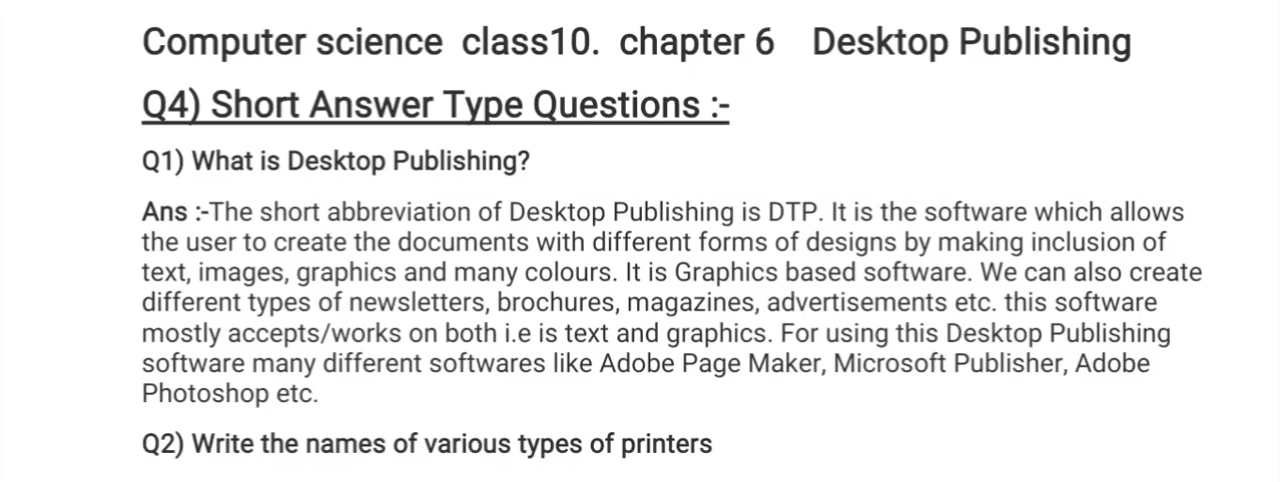 Computer science class10. chapter 6 Desktop Publishing
Q4) Short Answer Type Questions :-
Q1) What is Desktop Publishing?
Ans :-The short abbreviation of Desktop Publishing is DTP. It is the software which allows
the user to create the documents with different forms of designs by making inclusion of
text, images, graphics and many colours. It is Graphics based software. We can also create
different types of newsletters, brochures, magazines, advertisements etc. this software
mostly accepts/works on both i.e is text and graphics. For using this Desktop Publishing
software many different softwares like Adobe Page Maker, Microsoft Publisher, Adobe
Photoshop etc.
Q2) Write the names of various types of printers